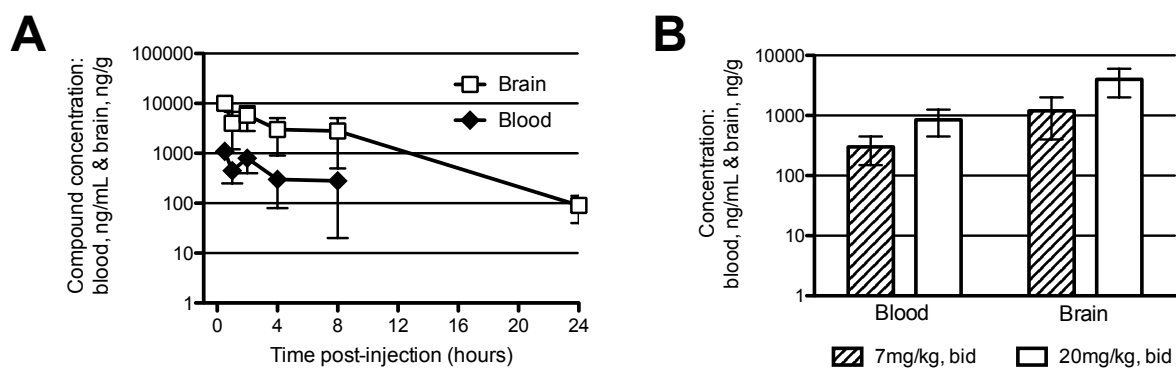 A
Compound concentration:
blood, ng/mL & brain, ng/g
100000
10000
1000
100
10
1
Brain
Blood
0 4 8 12 16 20 24
Time post-injection (hours)
B
Concentration:
blood, ng/mL & brain, ng/g
10000
1000
100
10
1
Blood Brain
7mg/kg, bid 20mg/kg, bid